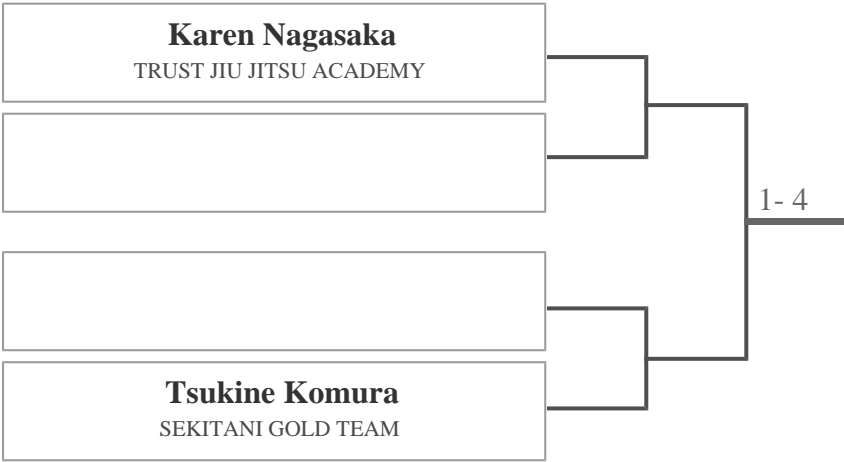 Karen Nagasaka
TRUST JIU JITSU ACADEMY
1- 4
Tsukine Komura
SEKITANI GOLD TEAM